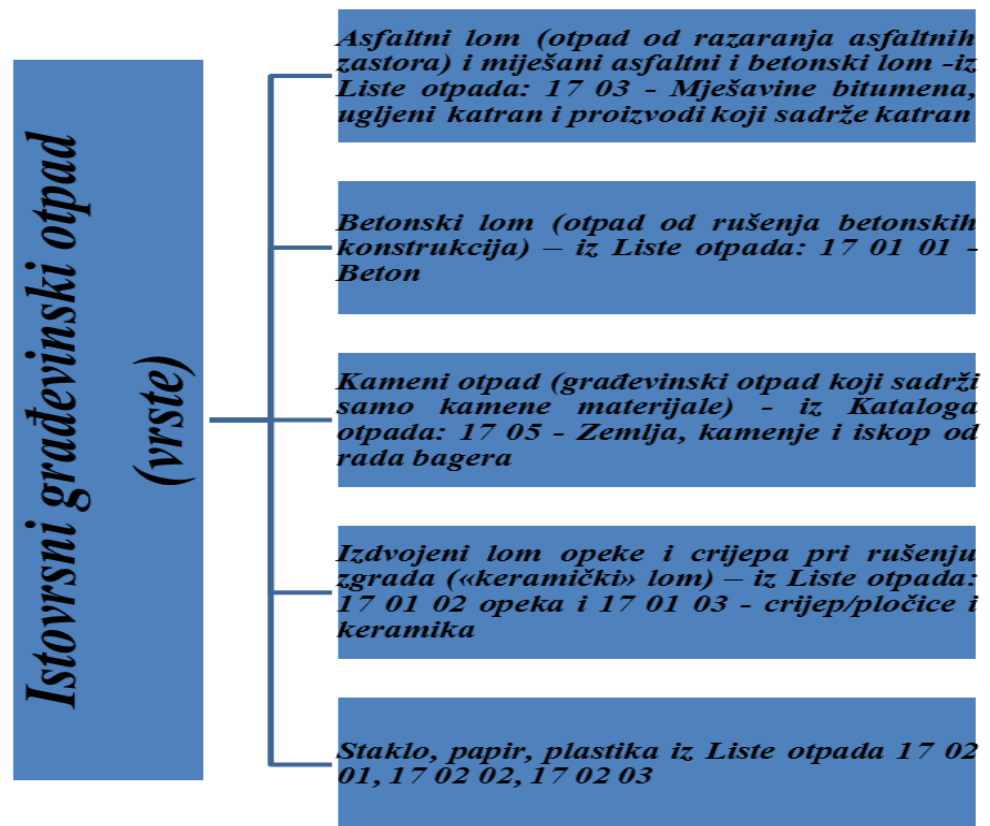 Istovrsni građevinski otpad
(vrste)
Asfaltni lom (otpad od razaranja asfaltnih
zastora) i miješani asfaltni i betonski lom -iz
Liste otpada: 17 03 - Mješavine bitumena,
ugljeni katran i proizvodi koji sadrže katran
Betonski lom (otpad od rušenja betonskih
konstrukcija) – iz Liste otpada: 17 01 01 -
Beton
Kameni otpad (građevinski otpad koji sadrži
samo kamene materijale) - iz Kataloga
otpada: 17 05 - Zemlja, kamenje i iskop od
rada bagera
Izdvojeni lom opeke i crijepa pri rušenju
zgrada («keramički» lom) – iz Liste otpada:
17 01 02 opeka i 17 01 03 - crijep/pločice i
keramika
Staklo, papir, plastika iz Liste otpada 17 02
01, 17 02 02, 17 02 03